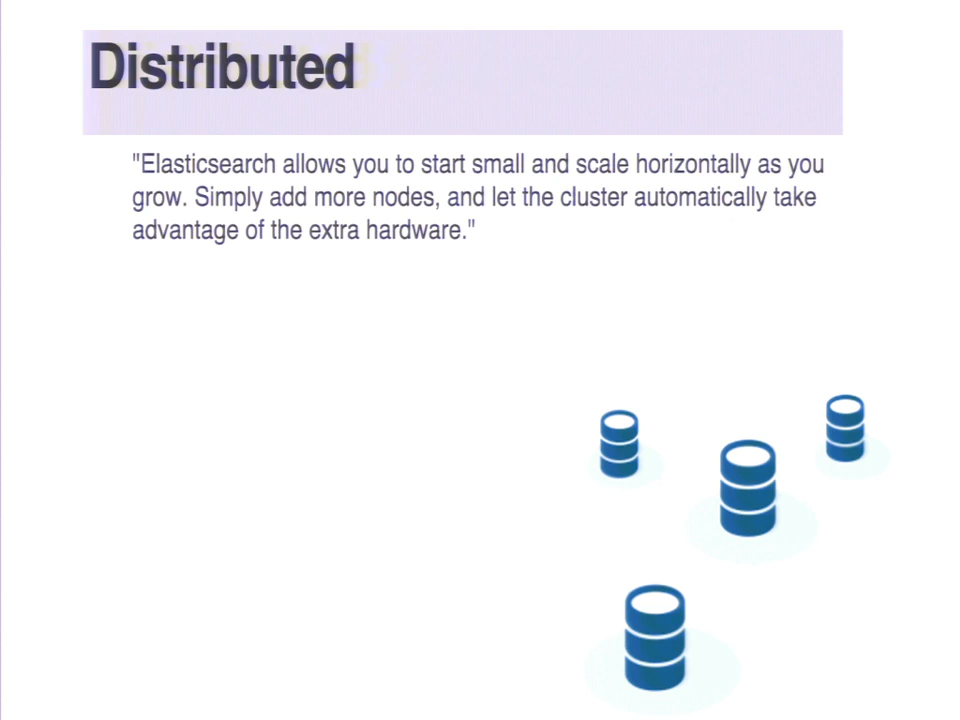 Distributed
"Elasticsearch allows you to start small and scale horizontally as you
grow. Simply add more nodes, and let the cluster automatically take
advantage of the extra hardware."